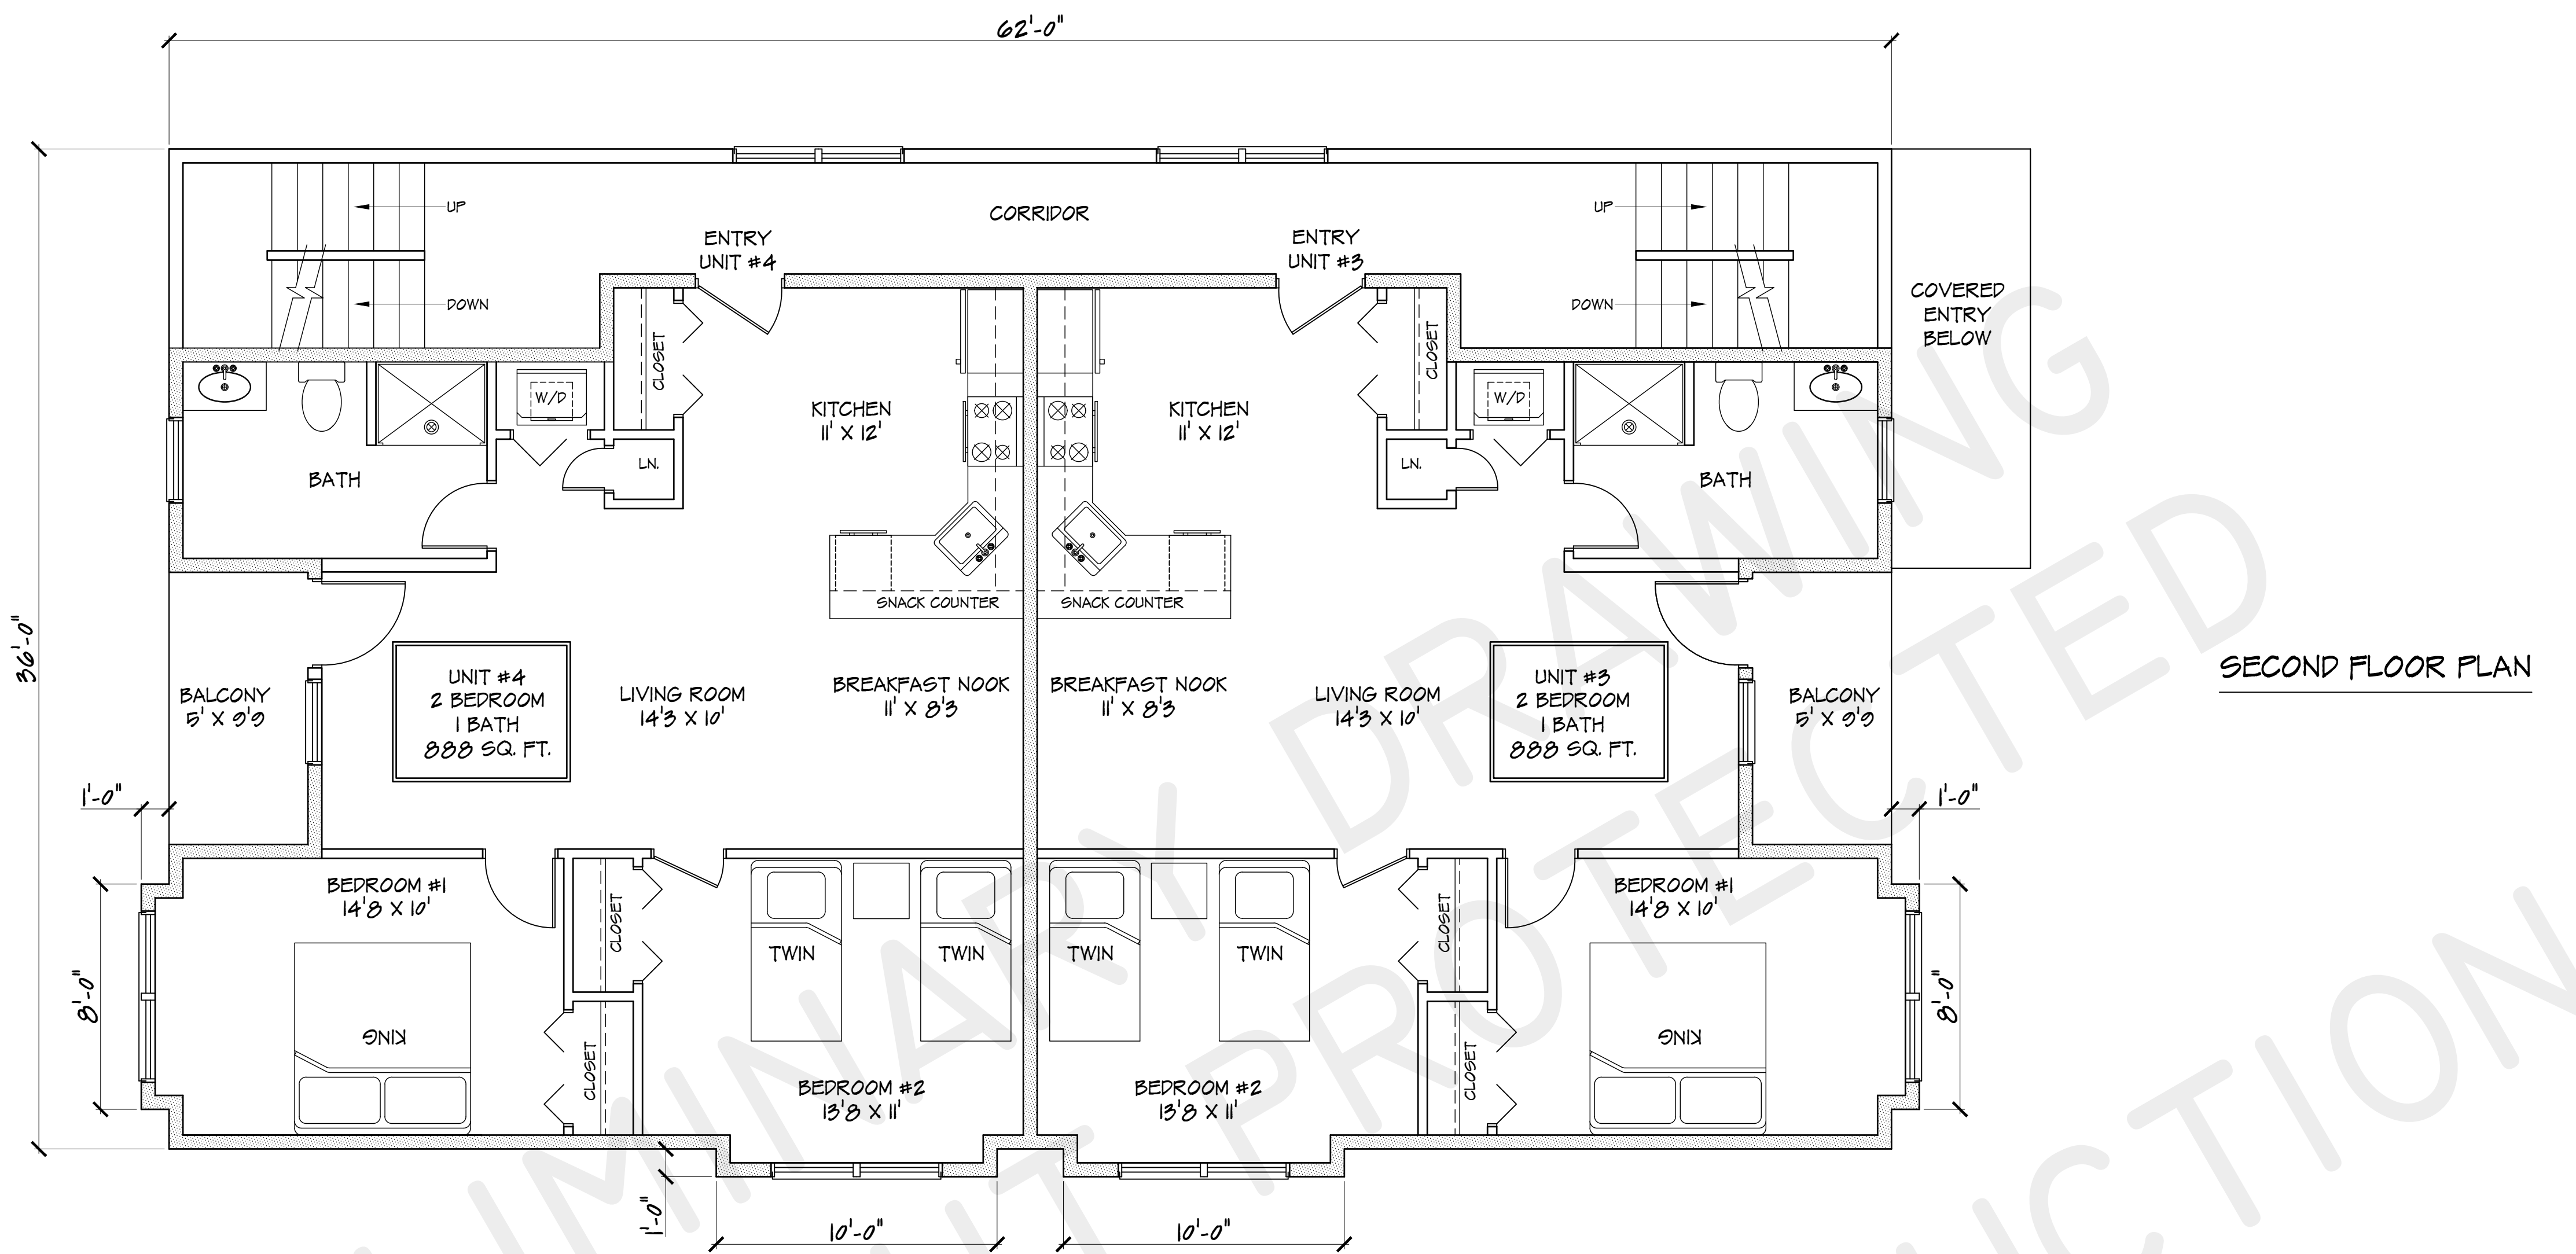 62'-0"
UP
CORRIDOR
UP
ENTRY
UNIT #4
ENTRY
UNIT #3
DOWN
DOWN
COVERED
ENTRY
BELOW
CLOSET
CLOSET
W/D
W/D
KITCHEN
11' X 12'
KITCHEN
11' X 12'
LN.
LN.
BATH
BATH
SNACK COUNTER
SNACK COUNTER
36'-0"
UNIT #4
2 BEDROOM
1 BATH
888 SQ. FT.
BALCONY
5' X 9'9
LIVING ROOM
14'3 X 10'
BREAKFAST NOOK
11' X 8'3
BREAKFAST NOOK
11' X 8'3
LIVING ROOM
14'3 X 10'
UNIT #3
2 BEDROOM
1 BATH
888 SQ. FT.
BALCONY
5' X 9'9
SECOND FLOOR PLAN
1'-0"
1'-0"
BEDROOM #1
14'8 X 10'
BEDROOM #1
14'8 X 10'
CLOSET
CLOSET
TWIN
TWIN
TWIN
TWIN
8'-0"
8'-0"
KING
KING
CLOSET
CLOSET
BEDROOM #2
13'8 X 11'
BEDROOM #2
13'8 X 11'
1'-0"
10'-0"
10'-0"
DRAWING
PROTECTED